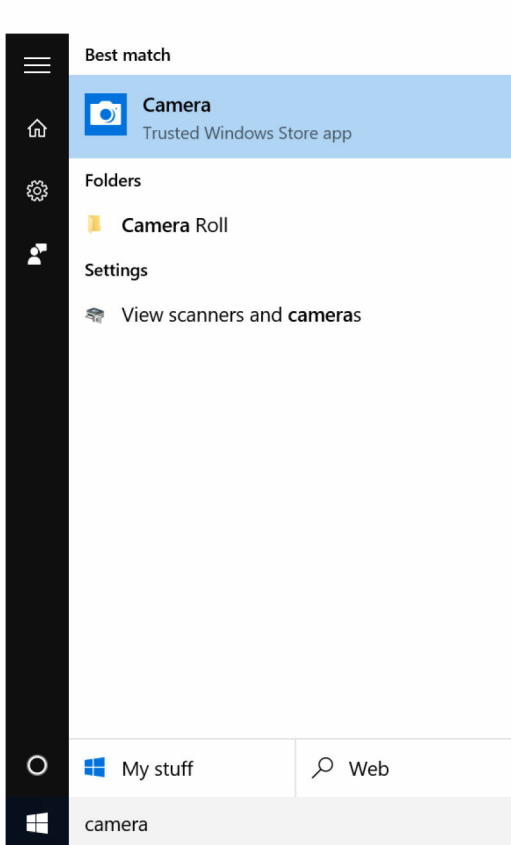 Best match
Camera
Trusted Windows Store app
Folders
Camera Roll
Settings
View scanners and cameras
My stuff
Web
camera